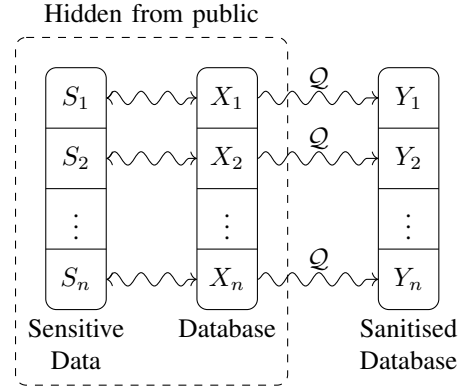 Hidden from public
S₁ X₁ 𝒬 Y₁
S₂ X₂ 𝒬 Y₂
⋮ ⋮ ⋮
Sₙ Xₙ 𝒬 Yₙ
Sensitive Database Sanitised
Data Database